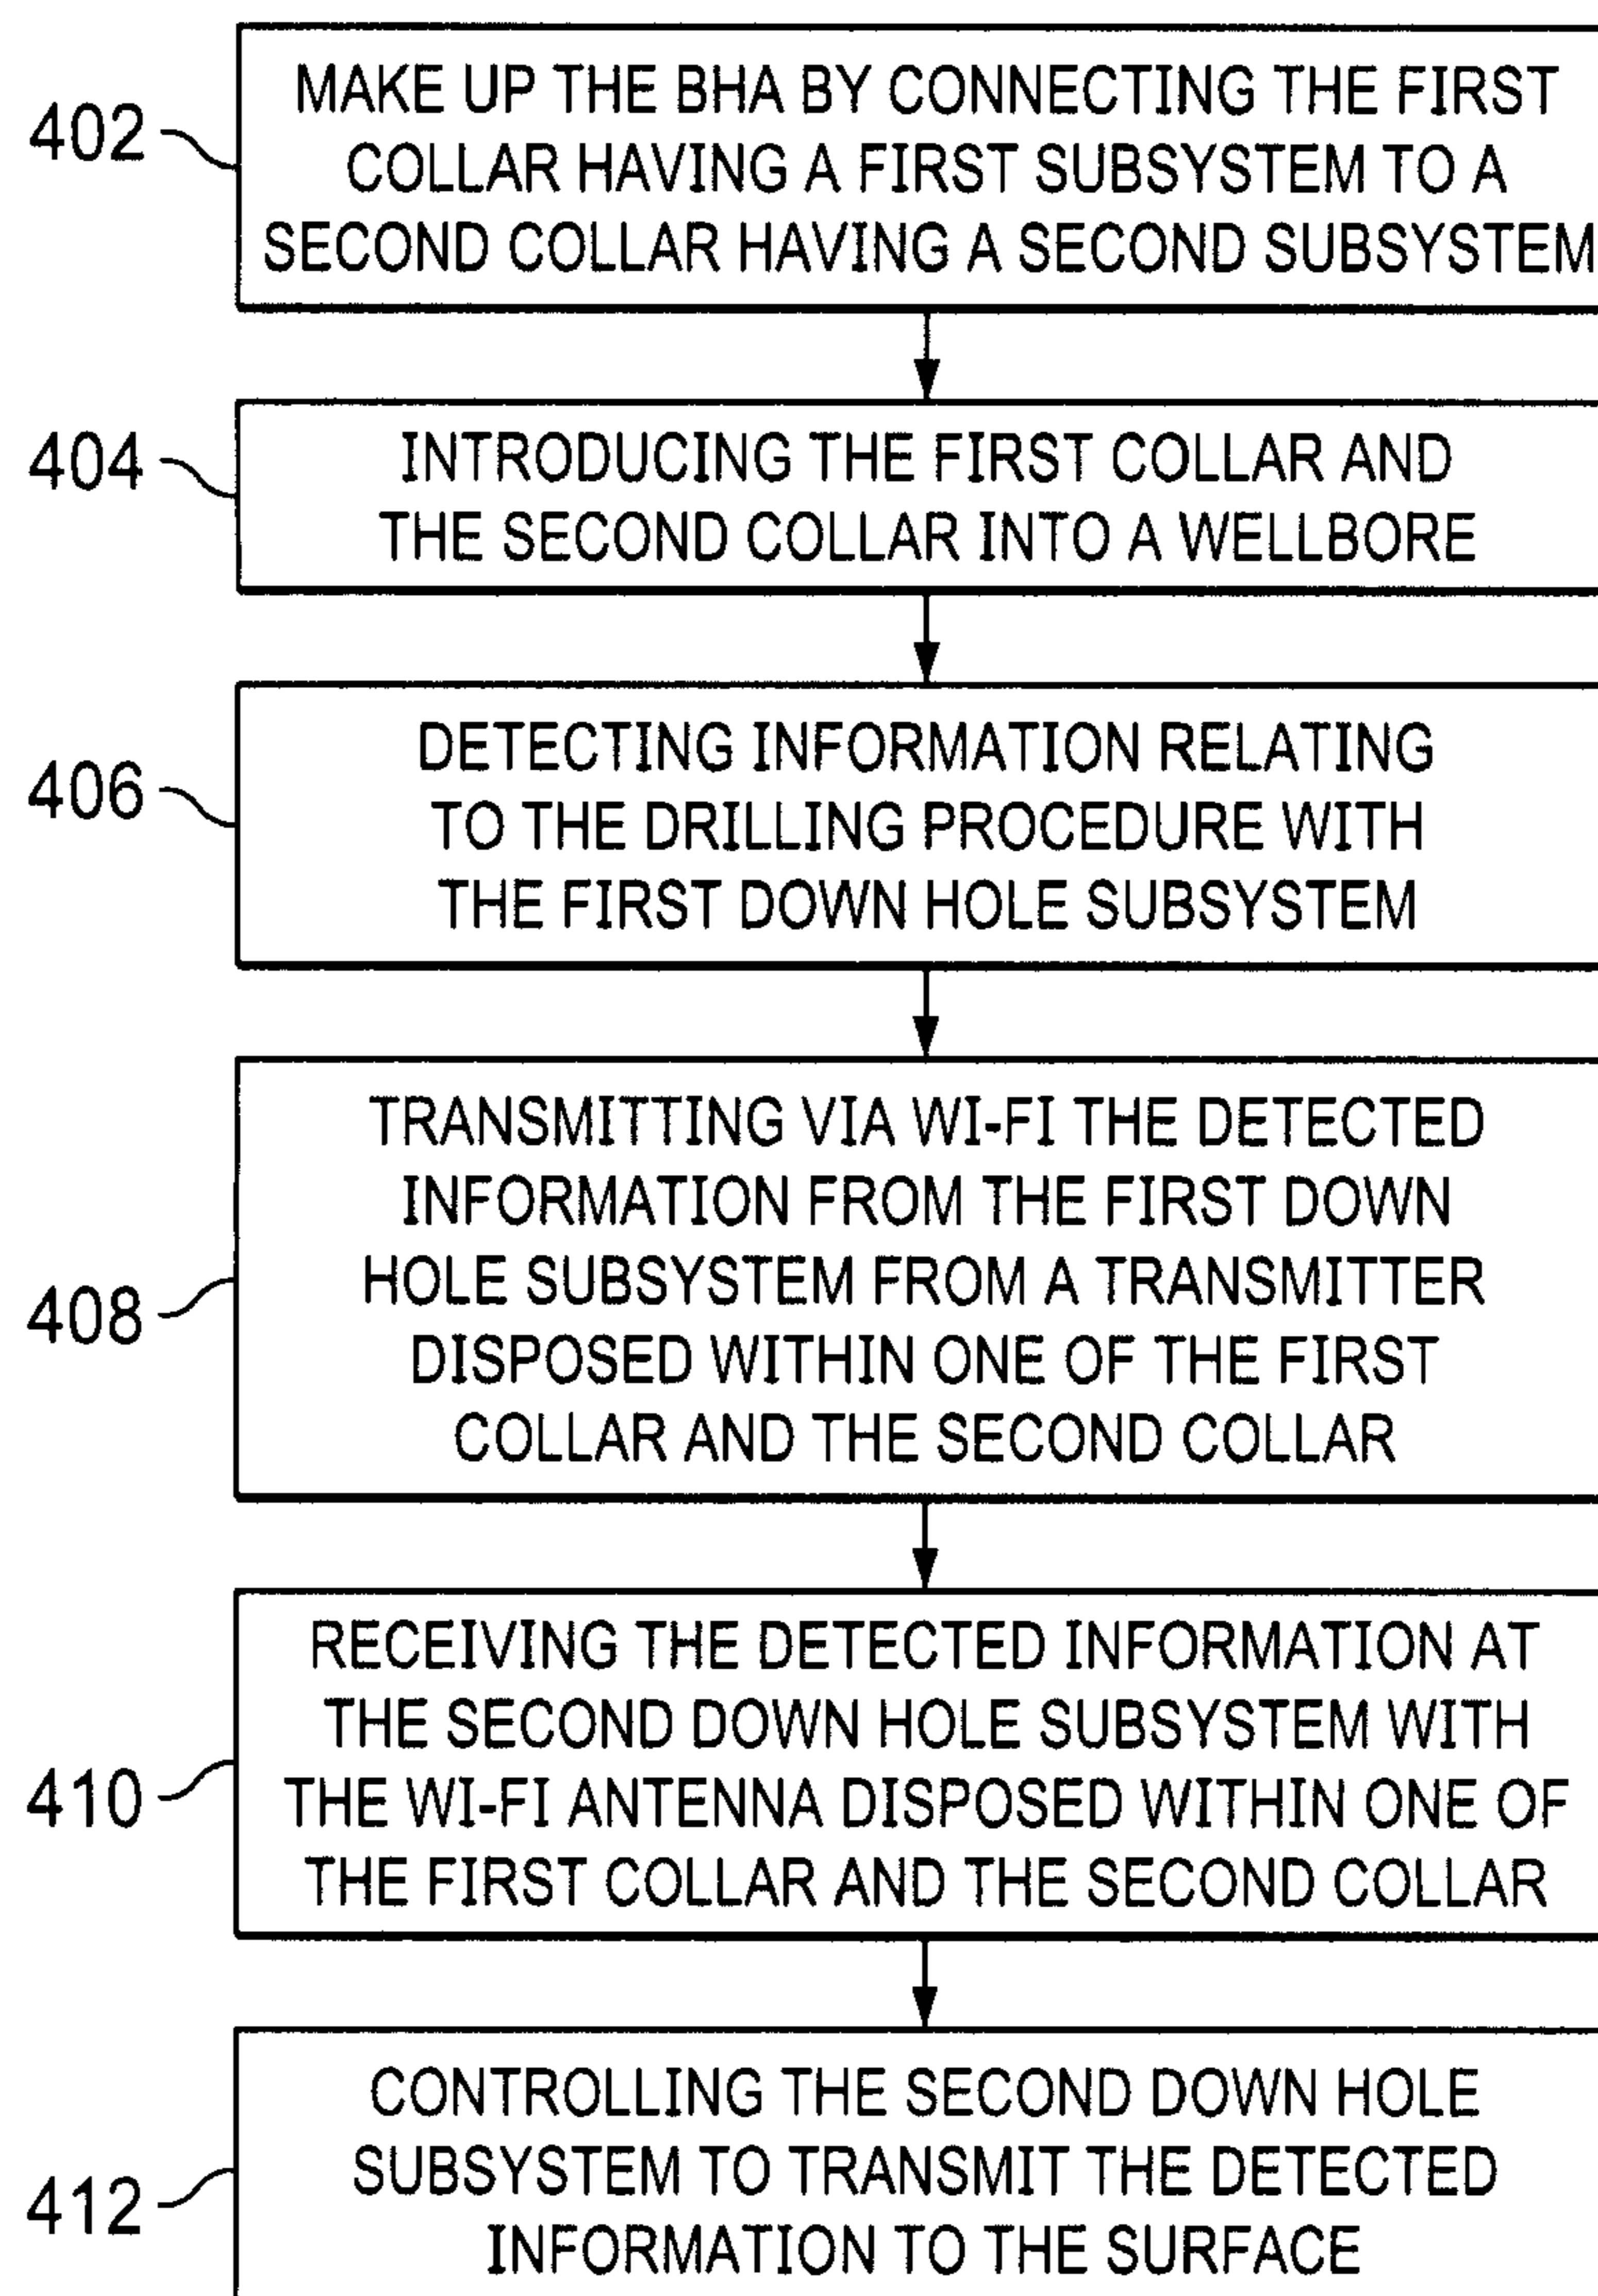 402
MAKE UP THE BHA BY CONNECTING THE FIRST
COLLAR HAVING A FIRST SUBSYSTEM TO A
SECOND COLLAR HAVING A SECOND SUBSYSTEM
404
INTRODUCING THE FIRST COLLAR AND
THE SECOND COLLAR INTO A WELLBORE
406
DETECTING INFORMATION RELATING
TO THE DRILLING PROCEDURE WITH
THE FIRST DOWN HOLE SUBSYSTEM
408
TRANSMITTING VIA WI-FI THE DETECTED
INFORMATION FROM THE FIRST DOWN
HOLE SUBSYSTEM FROM A TRANSMITTER
DISPOSED WITHIN ONE OF THE FIRST
COLLAR AND THE SECOND COLLAR
410
RECEIVING THE DETECTED INFORMATION AT
THE SECOND DOWN HOLE SUBSYSTEM WITH
THE WI-FI ANTENNA DISPOSED WITHIN ONE OF
THE FIRST COLLAR AND THE SECOND COLLAR
412
CONTROLLING THE SECOND DOWN HOLE
SUBSYSTEM TO TRANSMIT THE DETECTED
INFORMATION TO THE SURFACE